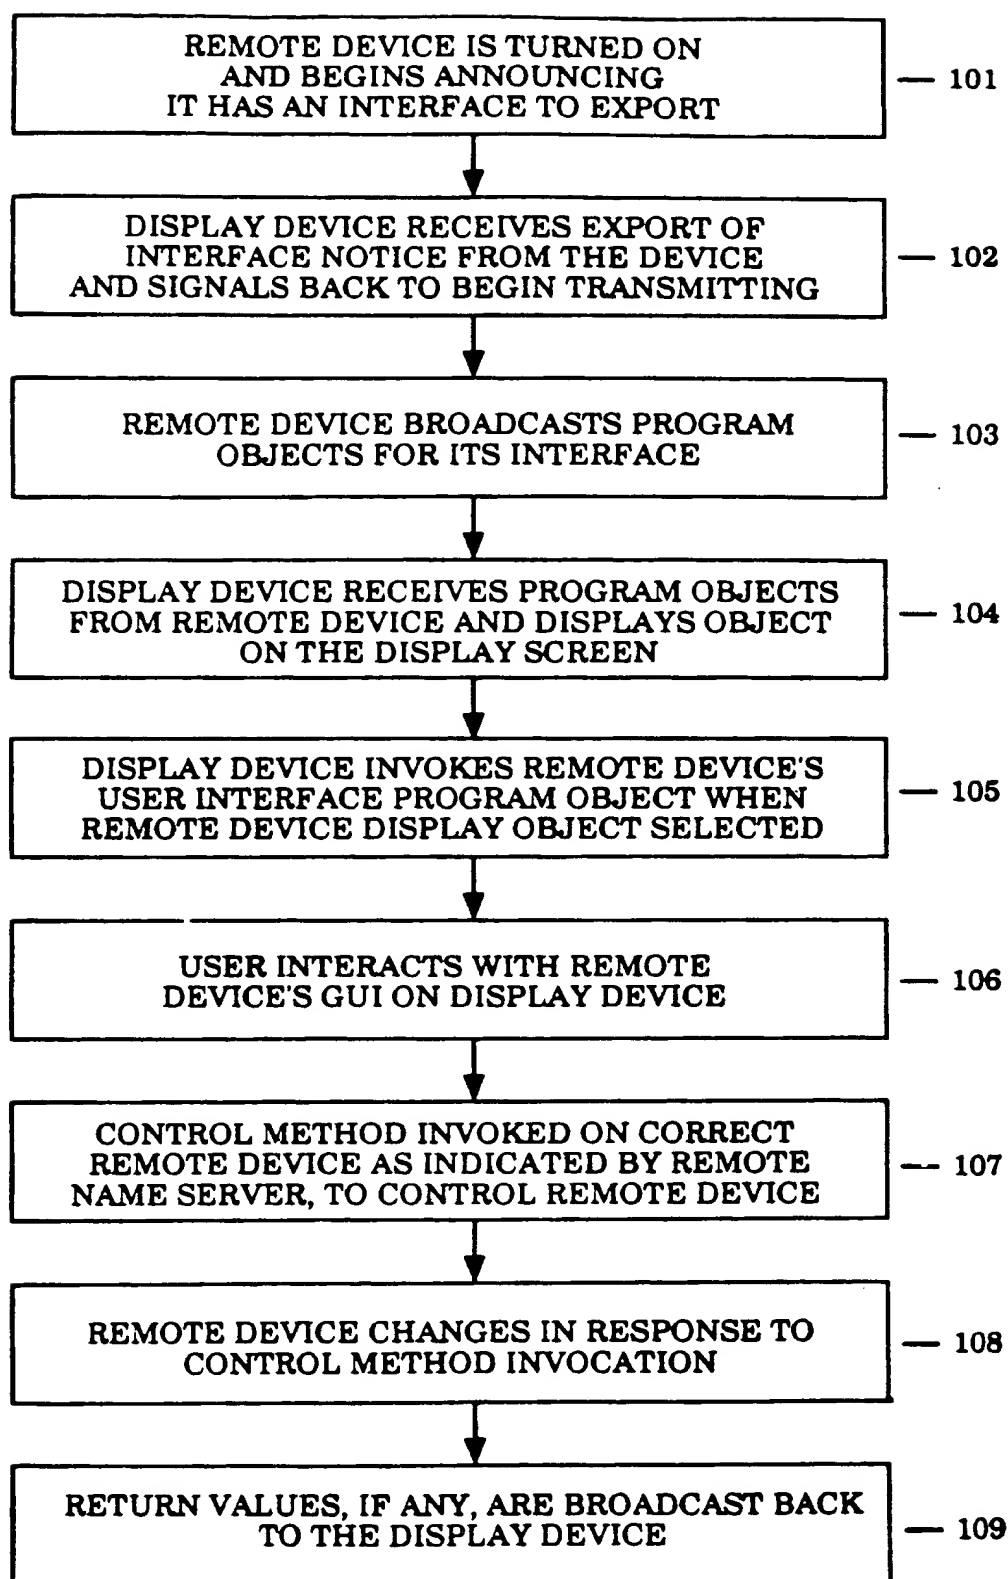 REMOTE DEVICE IS TURNED ON
AND BEGINS ANNOUNCING
IT HAS AN INTERFACE TO EXPORT
101
DISPLAY DEVICE RECEIVES EXPORT OF
INTERFACE NOTICE FROM THE DEVICE
AND SIGNALS BACK TO BEGIN TRANSMITTING
102
REMOTE DEVICE BROADCASTS PROGRAM
OBJECTS FOR ITS INTERFACE
103
DISPLAY DEVICE RECEIVES PROGRAM OBJECTS
FROM REMOTE DEVICE AND DISPLAYS OBJECT
ON THE DISPLAY SCREEN
104
DISPLAY DEVICE INVOKES REMOTE DEVICE'S
USER INTERFACE PROGRAM OBJECT WHEN
REMOTE DEVICE DISPLAY OBJECT SELECTED
105
USER INTERACTS WITH REMOTE
DEVICE'S GUI ON DISPLAY DEVICE
106
CONTROL METHOD INVOKED ON CORRECT
REMOTE DEVICE AS INDICATED BY REMOTE
NAME SERVER, TO CONTROL REMOTE DEVICE
107
REMOTE DEVICE CHANGES IN RESPONSE TO
CONTROL METHOD INVOCATION
108
RETURN VALUES, IF ANY, ARE BROADCAST BACK
TO THE DISPLAY DEVICE
109